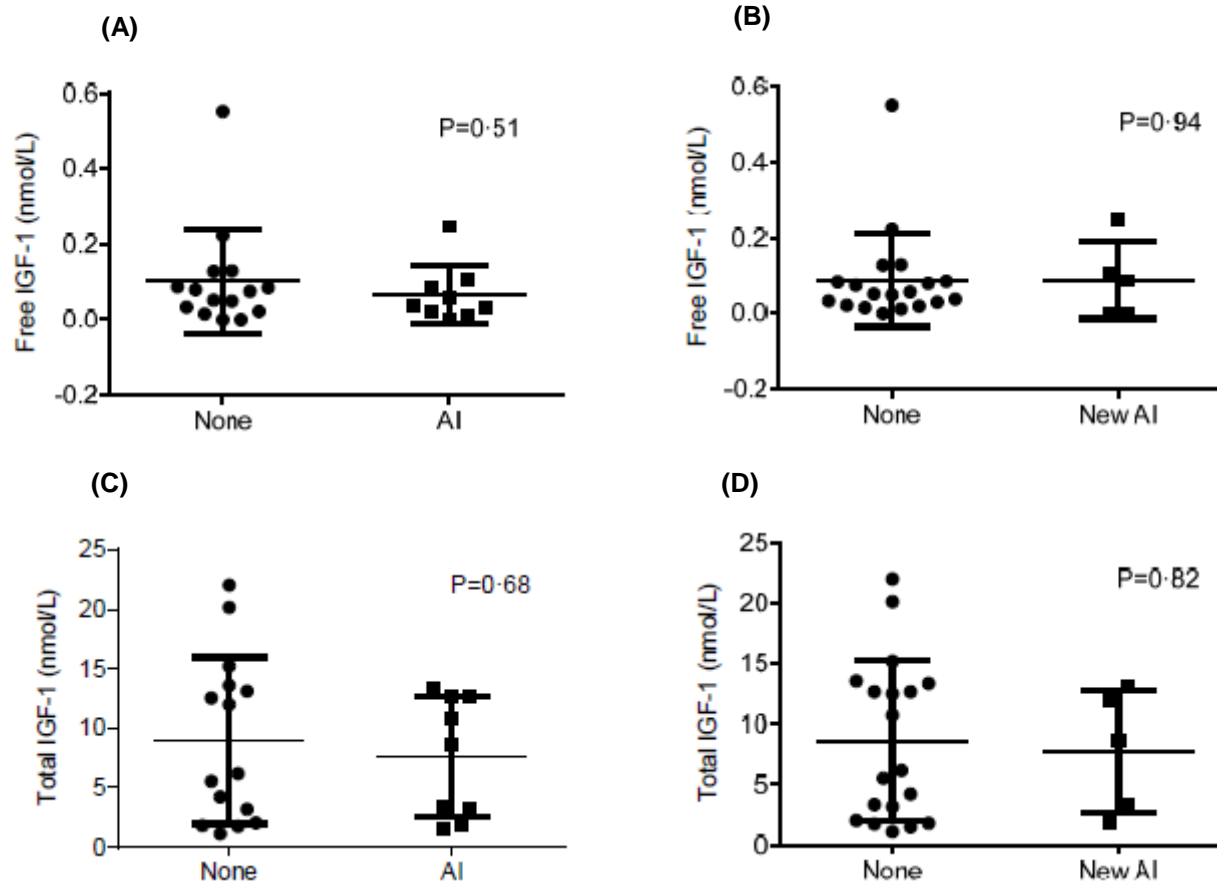 (A)
Free IGF-1 (nmol/L)
0.6
0.4
0.2
0.0
-0.2
P=0·51
None AI
(B)
Free IGF-1 (nmol/L)
0.6
0.4
0.2
0.0
-0.2
P=0·94
None New AI
(C)
Total IGF-1 (nmol/L)
25
20
15
10
5
0
P=0·68
None AI
(D)
Total IGF-1 (nmol/L)
25
20
15
10
5
0
P=0·82
None New AI